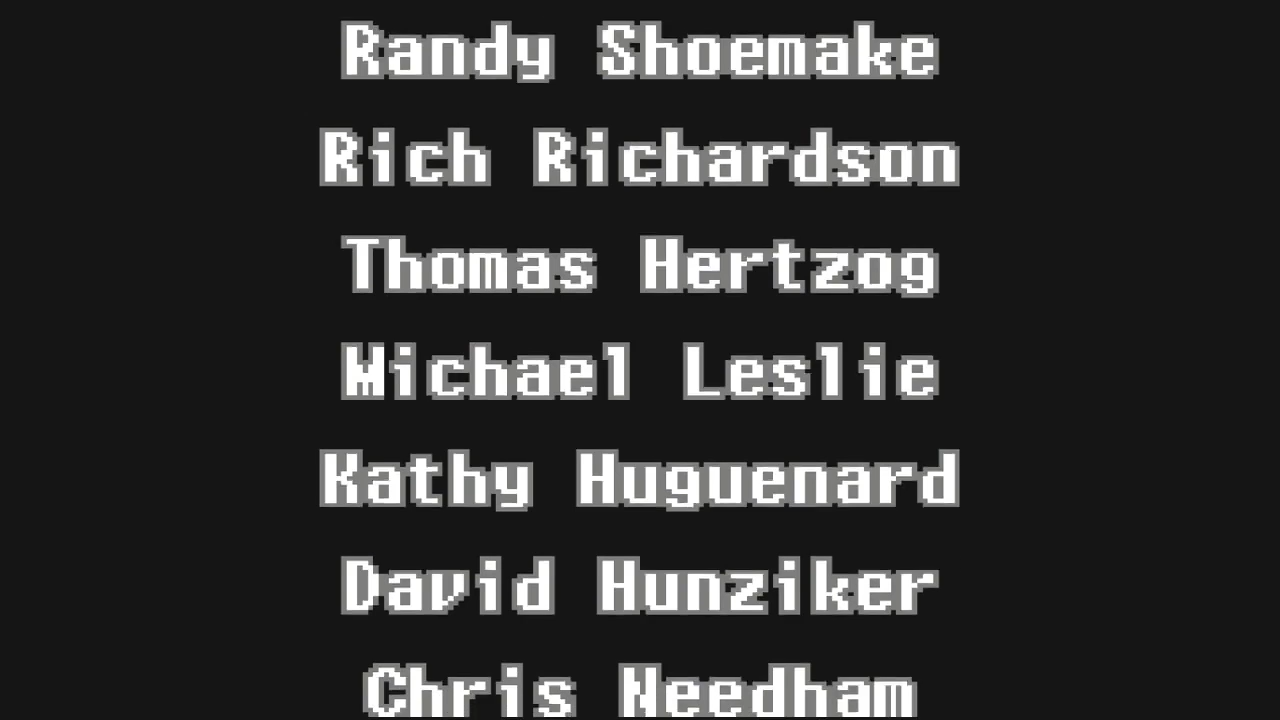 Randy Shoemake
Rich Richardson
Thomas Hertzog
Michael Leslie
Kathy Huguenard
David Hunziker
Chris Needham